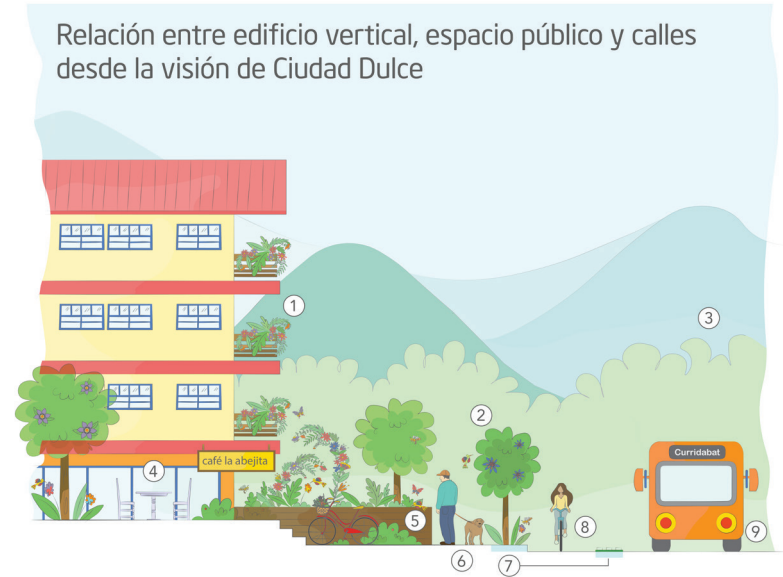 Relación entre edificio vertical, espacio público y calles
desde la visión de Ciudad Dulce
1
3
2
Curridabat
café la abejita
4
5
8
9
6
7